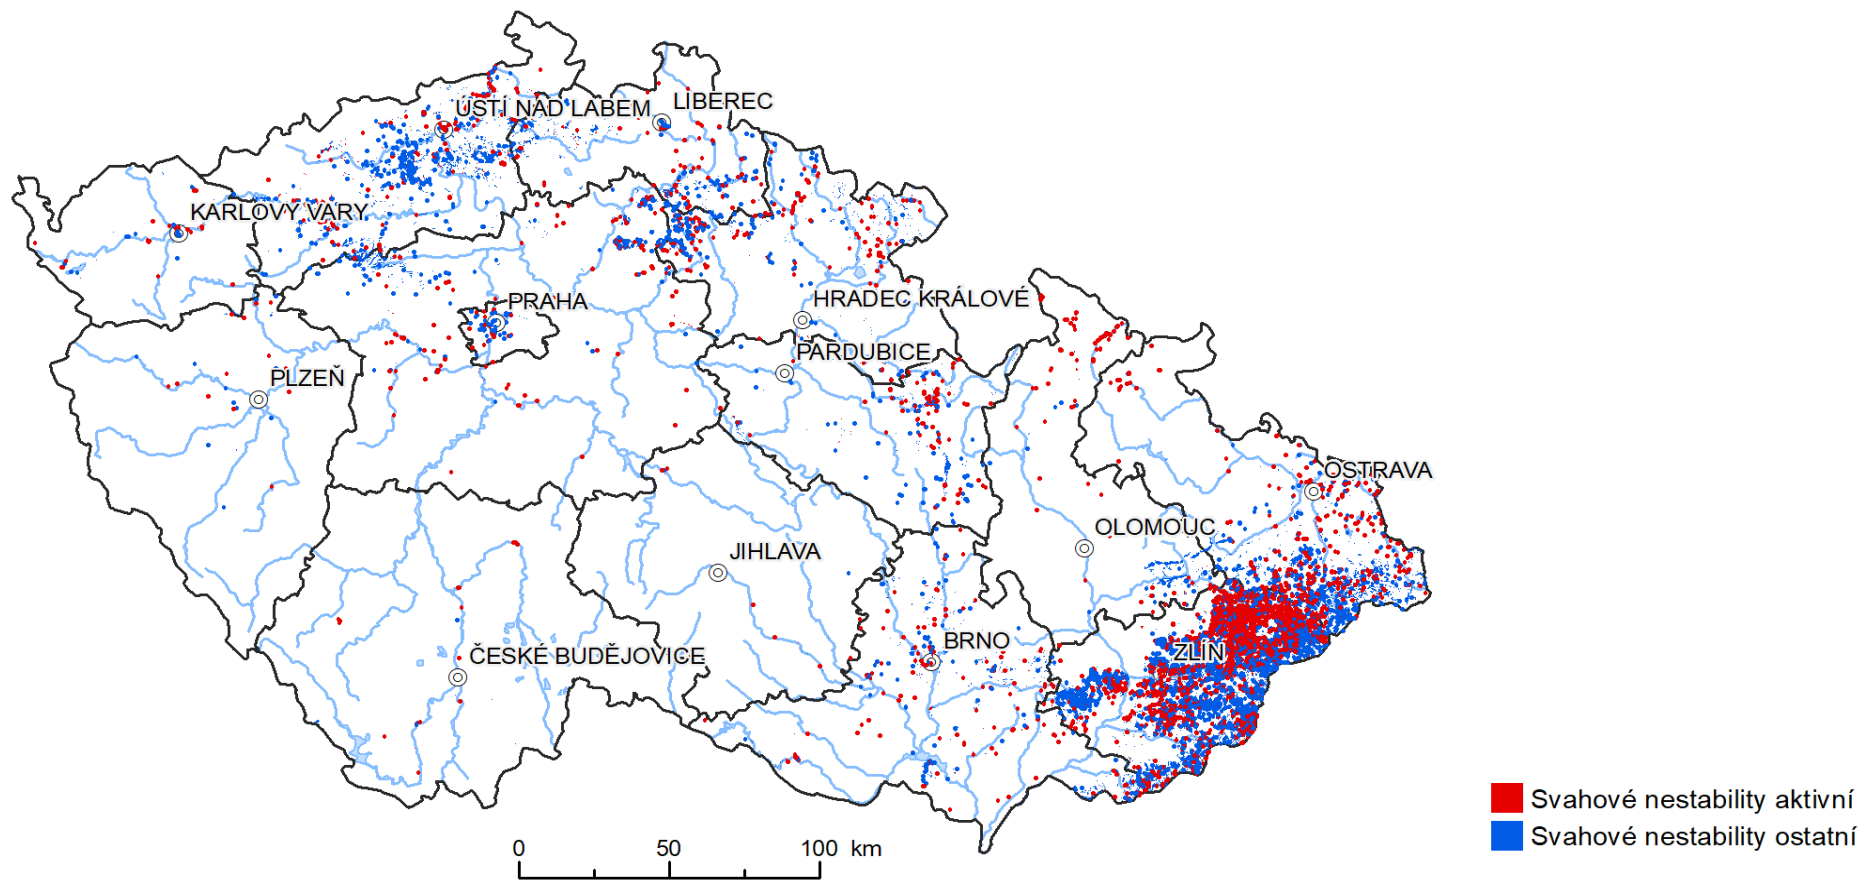 ÚSTÍ NAD LABEM
LIBEREC
KARLOVY VARY
PRAHA
HRADEC KRÁLOVÉ
PARDUBICE
PLZEŇ
OSTRAVA
OLOMOUC
JIHLAVA
BRNO
ZLÍN
ČESKÉ BUDĚJOVICE
Svahové nestability aktivní
Svahové nestability ostatní
0 50 100 km